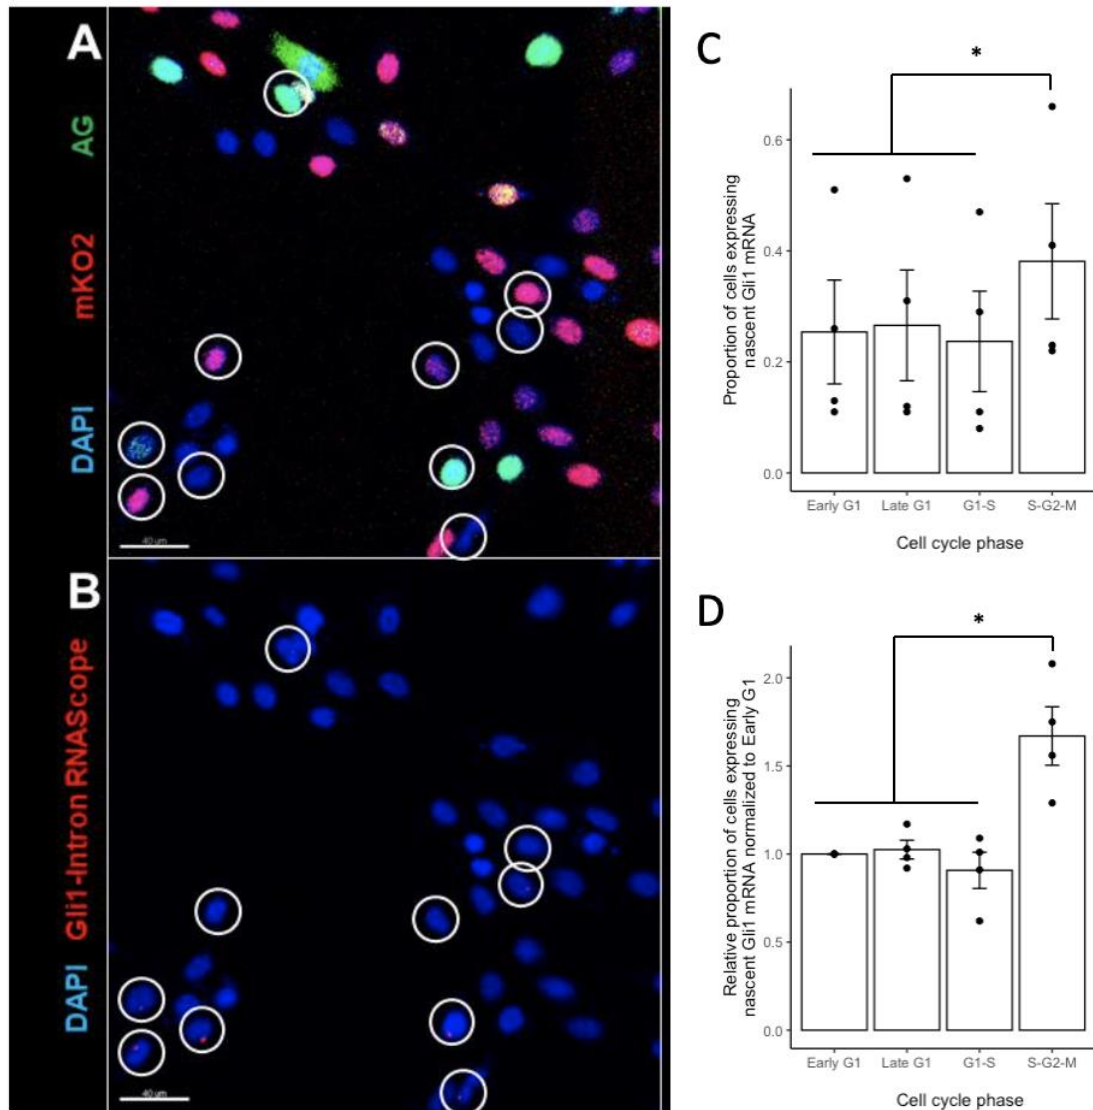 A
AG
mKO2
DAPI
40 um
B
Gli1-Intron RNAScope
DAPI
40 um
C
*
Proportion of cells expressing
nascent Gli1 mRNA
0.6
0.4
0.2
0.0
Early G1 Late G1 G1-S S-G2-M
Cell cycle phase
D
*
Relative proportion of cells expressing
nascent Gli1 mRNA normalized to Early G1
2.0
1.5
1.0
0.5
0.0
Early G1 Late G1 G1-S S-G2-M
Cell cycle phase